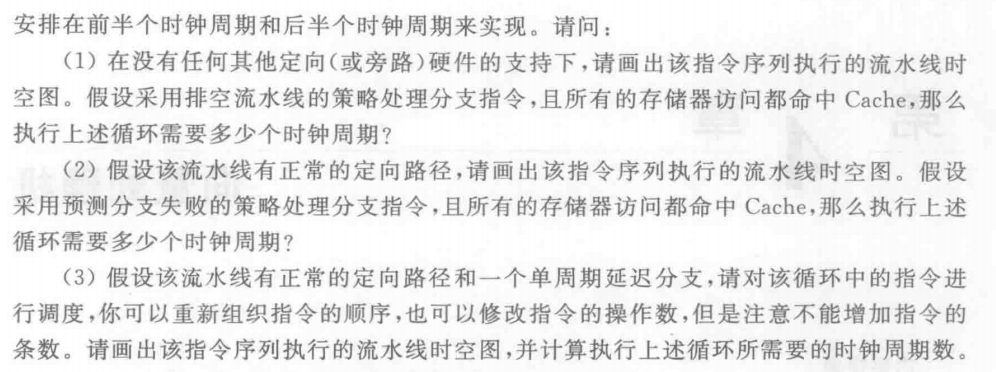 安排在前半个时钟周期和后半个时钟周期来实现。请问：
（1）在没有任何其他定向（或旁路）硬件的支持下，请画出该指令序列执行的流水线时
空图。假设采用排空流水线的策略处理分支指令，且所有的存储器访问都命中 Cache，那么
执行上述循环需要多少个时钟周期？
（2）假设该流水线有正常的定向路径，请画出该指令序列执行的流水线时空图。假设
采用预测分支失败的策略处理分支指令，且所有的存储器访问都命中 Cache，那么执行上述
循环需要多少个时钟周期？
（3）假设该流水线有正常的定向路径和一个单周期延迟分支，请对该循环中的指令进
行调度，你可以重新组织指令的顺序，也可以修改指令的操作数，但是注意不能增加指令的
条数。请画出该指令序列执行的流水线时空图，并计算执行上述循环所需要的时钟周期数。